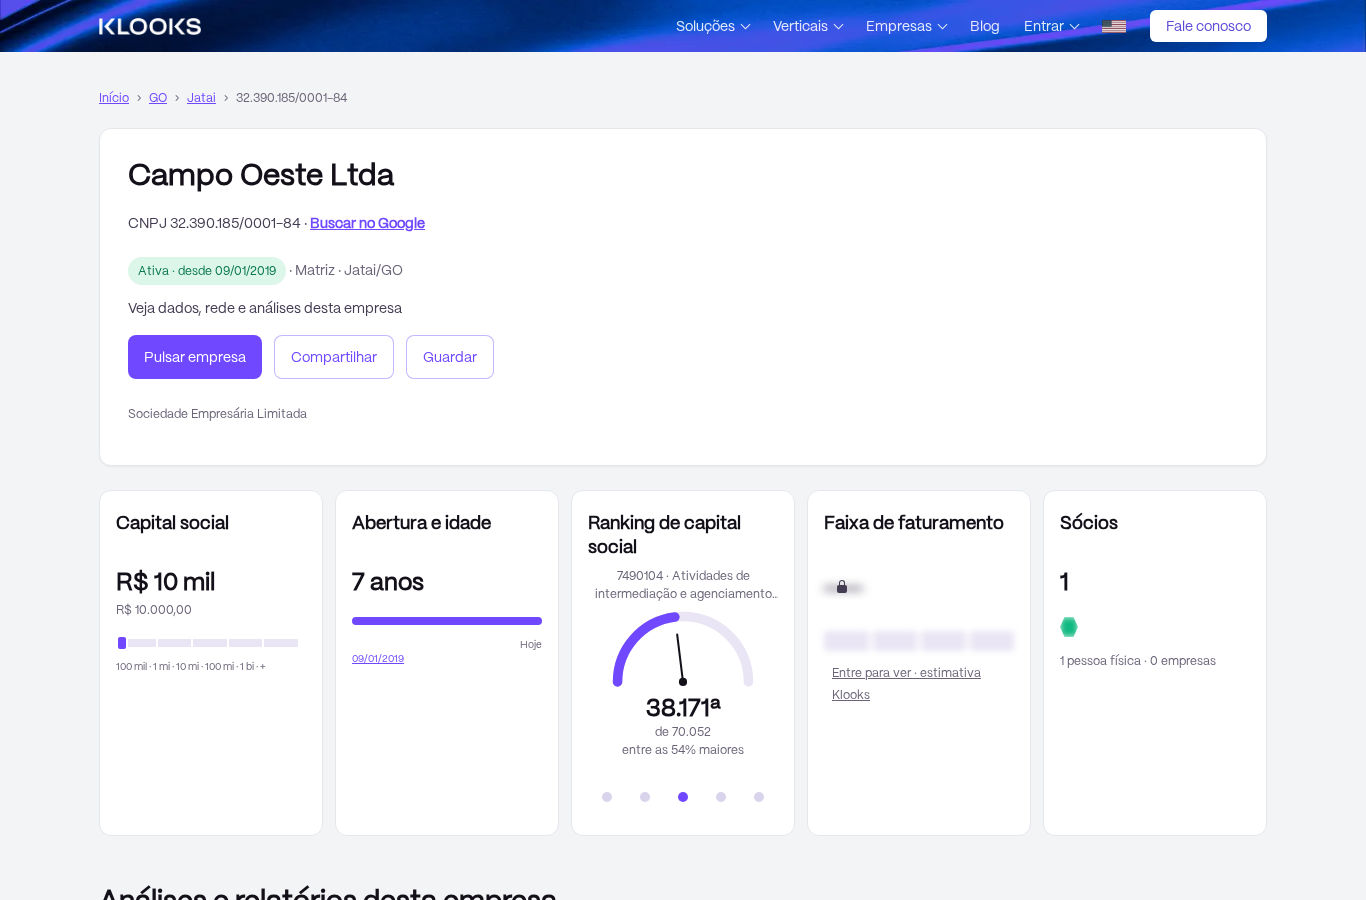 KLOOKS
Soluções Verticais Empresas Blog Entrar Fale conosco
Início › GO › Jatai › 32.390.185/0001-84
Campo Oeste Ltda
CNPJ 32.390.185/0001-84 · Buscar no Google
Ativa · desde 09/01/2019 · Matriz · Jatai/GO
Veja dados, rede e análises desta empresa
Pulsar empresa Compartilhar Guardar
Sociedade Empresária Limitada
Capital social
R$ 10 mil
R$ 10.000,00
100 mil · 1 mi · 10 mi · 100 mi · 1 bi · +
Abertura e idade
7 anos
Hoje
09/01/2019
Ranking de capital
social
7490104 · Atividades de
intermediação e agenciamento...
38.171ª
de 70.052
entre as 54% maiores
Faixa de faturamento
Entre para ver · estimativa
Klooks
Sócios
1
1 pessoa física · 0 empresas
Análises e relatórios desta empresa